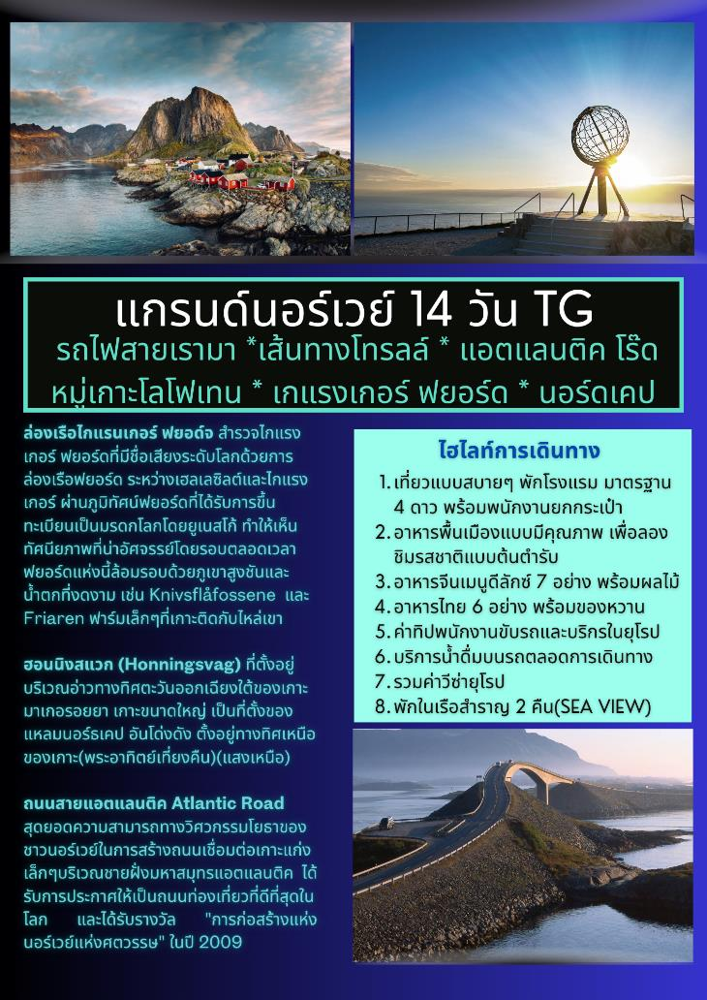 แกรนด์นอร์เวย์ 14 วัน TG
รถไฟสายเรามา *เส้นทางโทรลล์ * แอตแลนติค โร๊ด
หมู่เกาะโลโฟเทน * เกแรงเกอร์ ฟยอร์ด * นอร์ดเคป
ล่องเรือไกแรนเกอร์ ฟยอด์จ สำรวจไกแรง
เกอร์ ฟยอร์ดที่มีชื่อเสียงระดับโลกด้วยการ
ล่องเรือฟยอร์ด ระหว่างเฮลเลซิลต์และไกแรง
เกอร์ ผ่านภูมิทัศน์ฟยอร์ดที่ได้รับการขึ้น
ทะเบียนเป็นมรดกโลกโดยยูเนสโก้ ทำให้เห็น
ทัศนียภาพที่น่าอัศจรรย์โดยรอบตลอดเวลา
ฟยอร์ดแห่งนี้ล้อมรอบด้วยภูเขาสูงชันและ
น้ำตกที่งดงาม เช่น Knivsflåfossene และ
Friaren ฟาร์มเล็กๆที่เกาะติดกับไหล่เขา
ฮอนนิงสแวก (Honningsvag) ที่ตั้งอยู่
บริเวณอ่าวทางทิศตะวันออกเฉียงใต้ของเกาะ
มาเกอรอยยา เกาะขนาดใหญ่ เป็นที่ตั้งของ
แหลมนอร์ธเคป อันโด่งดัง ตั้งอยู่ทางทิศเหนือ
ของเกาะ(พระอาทิตย์เที่ยงคืน)(แสงเหนือ)
ถนนสายแอตแลนติค Atlantic Road
สุดยอดความสามารถทางวิศวกรรมโยธาของ
ชาวนอร์เวย์ในการสร้างถนนเชื่อมต่อเกาะแก่ง
เล็กๆบริเวณชายฝั่งมหาสมุทรแอตแลนติค ได้
รับการประกาศให้เป็นถนนท่องเที่ยวที่ดีที่สุดใน
โลก และได้รับรางวัล "การก่อสร้างแห่ง
นอร์เวย์แห่งศตวรรษ" ในปี 2009
ไฮไลท์การเดินทาง
1. เที่ยวแบบสบายๆ พักโรงแรม มาตรฐาน
4 ดาว พร้อมพนักงานยกกระเป๋า
2. อาหารพื้นเมืองแบบมีคุณภาพ เพื่อลอง
ชิมรสชาติแบบต้นตำรับ
3. อาหารจีนเมนูดีลักซ์ 7 อย่าง พร้อมผลไม้
4. อาหารไทย 6 อย่าง พร้อมของหวาน
5. ค่าทิปพนักงานขับรถและบริกรในยุโรป
6. บริการน้ำดื่มบนรถตลอดการเดินทาง
7. รวมค่าวีซ่ายุโรป
8. พักในเรือสำราญ 2 คืน(SEA VIEW)